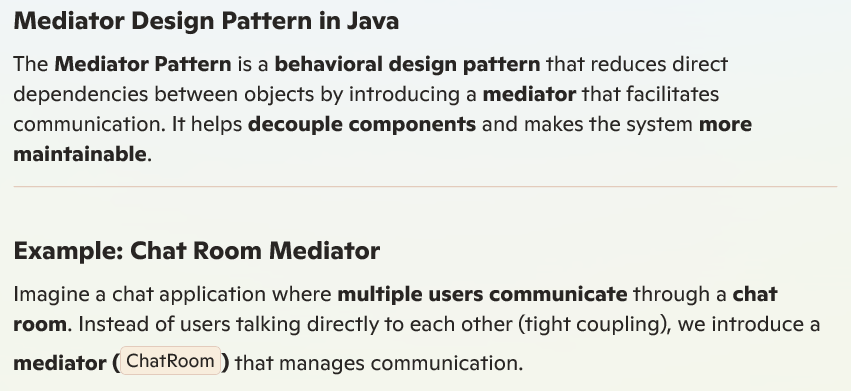 Mediator Design Pattern in Java
The Mediator Pattern is a behavioral design pattern that reduces direct
dependencies between objects by introducing a mediator that facilitates
communication. It helps decouple components and makes the system more
maintainable.
Example: Chat Room Mediator
Imagine a chat application where multiple users communicate through a chat
room. Instead of users talking directly to each other (tight coupling), we introduce a
mediator (ChatRoom) that manages communication.